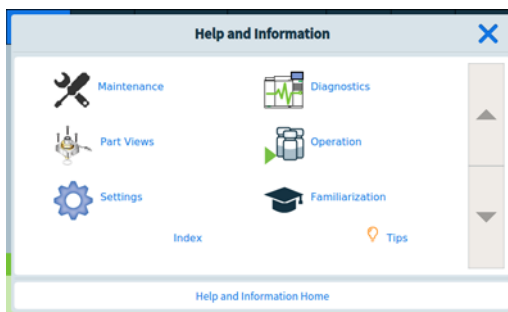 Help and Information
Maintenance
Diagnostics
Part Views
Operation
Settings
Familiarization
Index
Tips
Help and Information Home